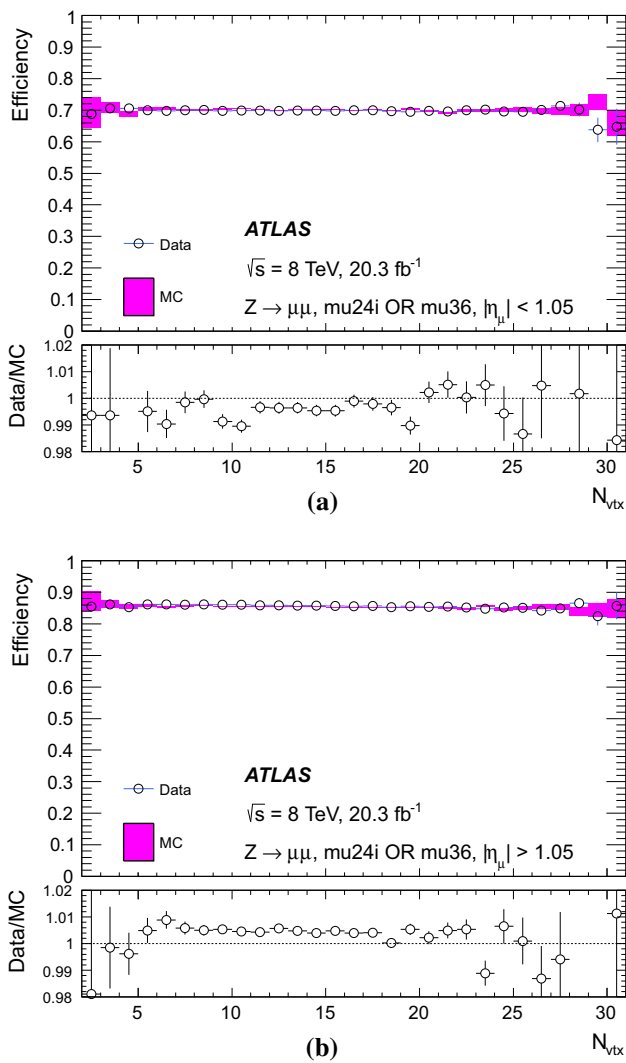 Efficiency
1
0.9
0.8
0.7
0.6
0.5
0.4
0.3
0.2
0.1
0
Data
MC
ATLAS
√s = 8 TeV, 20.3 fb⁻¹
Z → μμ, mu24i OR mu36, |ημ| < 1.05
Data/MC
1.02
1.01
1
0.99
0.98
5 10 15 20 25 30
Nvtx
(a)
Efficiency
1
0.9
0.8
0.7
0.6
0.5
0.4
0.3
0.2
0.1
0
Data
MC
ATLAS
√s = 8 TeV, 20.3 fb⁻¹
Z → μμ, mu24i OR mu36, |ημ| > 1.05
Data/MC
1.02
1.01
1
0.99
0.98
5 10 15 20 25 30
Nvtx
(b)